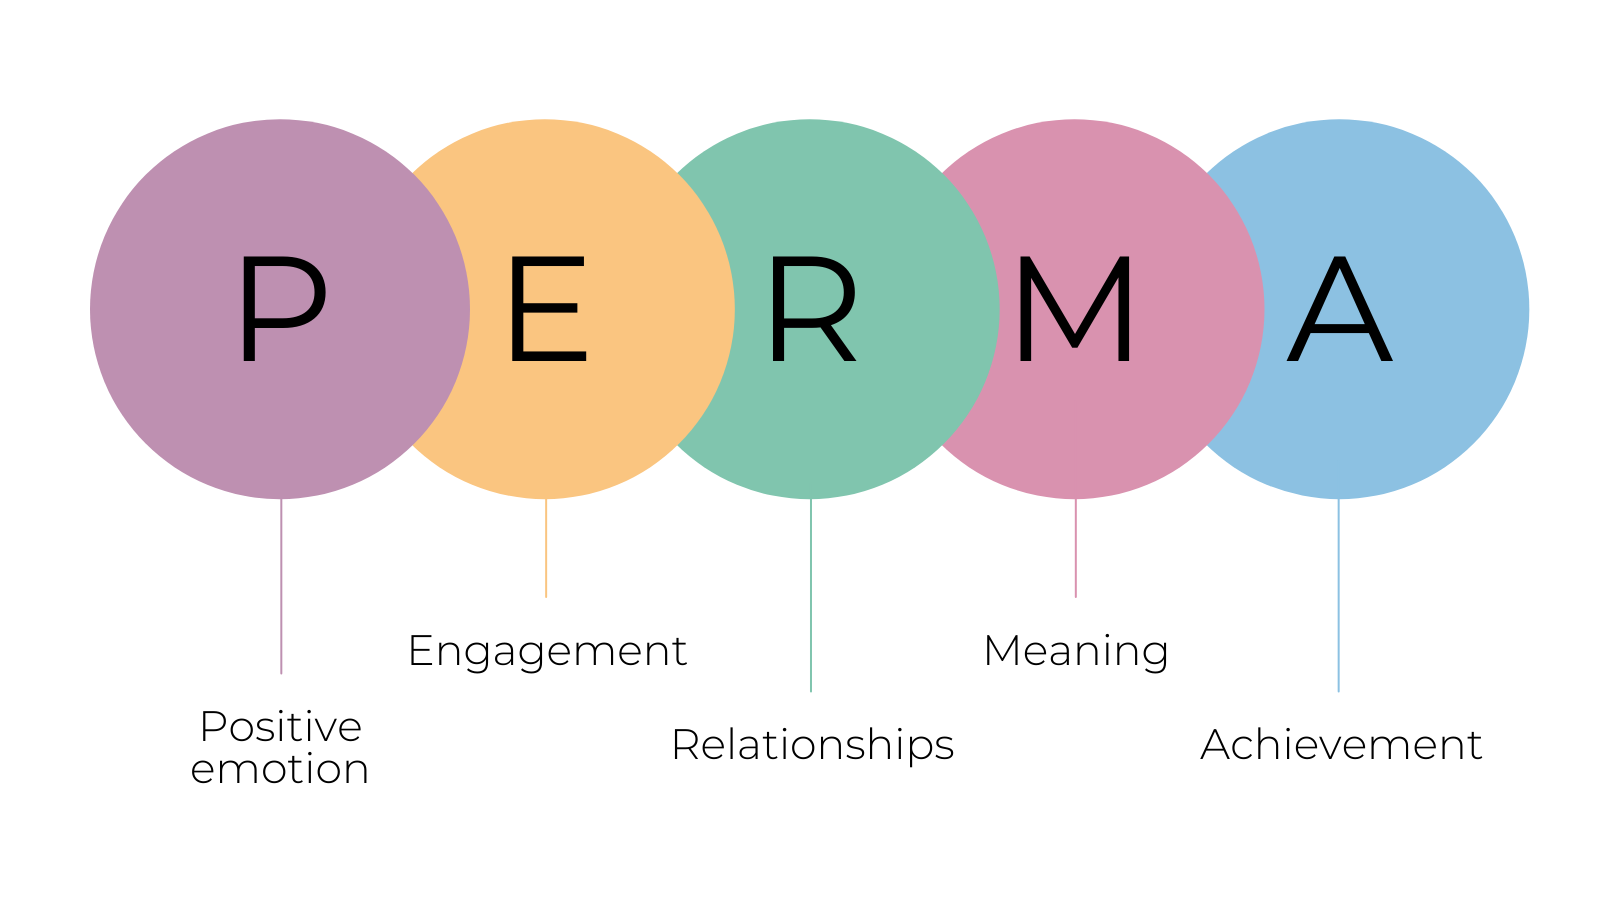 P E R M A
Engagement
Meaning
Positive
emotion
Relationships
Achievement